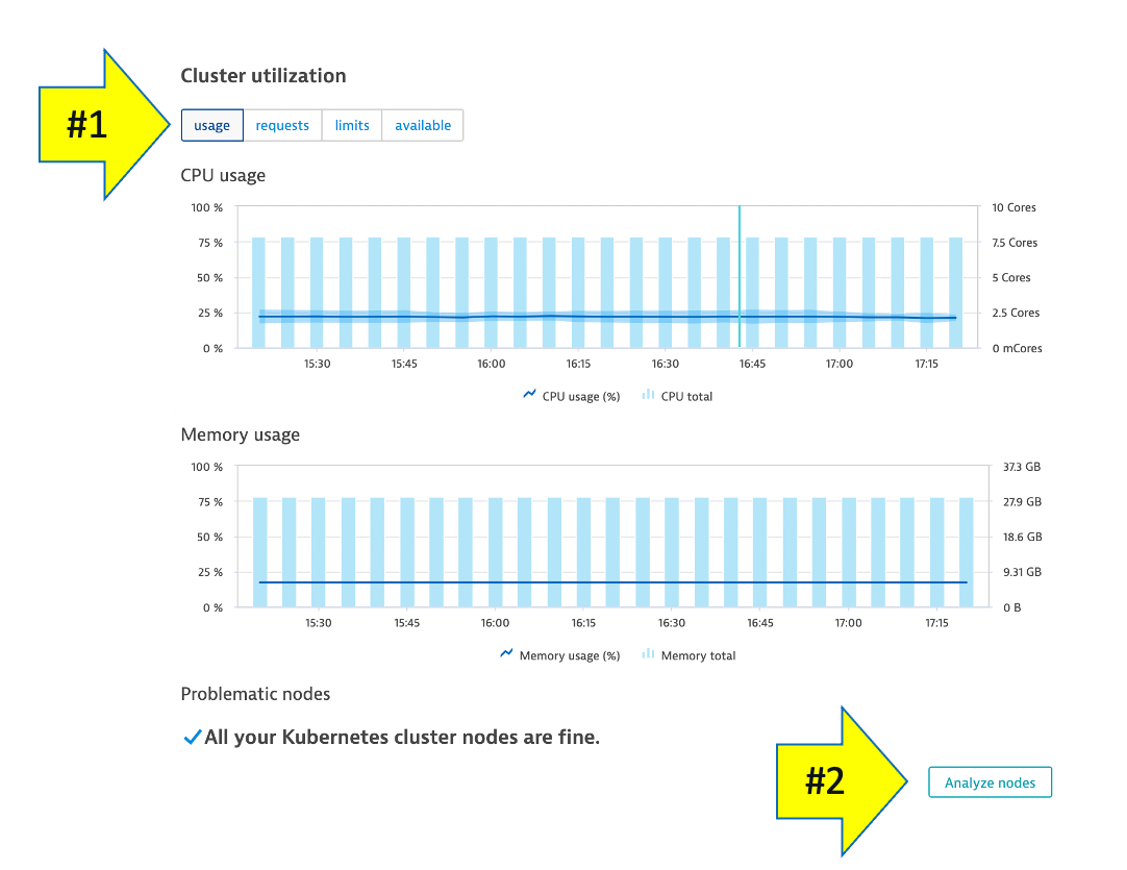 Cluster utilization
#1
usage requests limits available
CPU usage
100 % 10 Cores
75 % 7.5 Cores
50 % 5 Cores
25 % 2.5 Cores
0 % 0 mCores
15:30 15:45 16:00 16:15 16:30 16:45 17:00 17:15
CPU usage (%) CPU total
Memory usage
100 % 37.3 GB
75 % 27.9 GB
50 % 18.6 GB
25 % 9.31 GB
0 % 0 B
15:30 15:45 16:00 16:15 16:30 16:45 17:00 17:15
Memory usage (%) Memory total
Problematic nodes
All your Kubernetes cluster nodes are fine.
#2
Analyze nodes